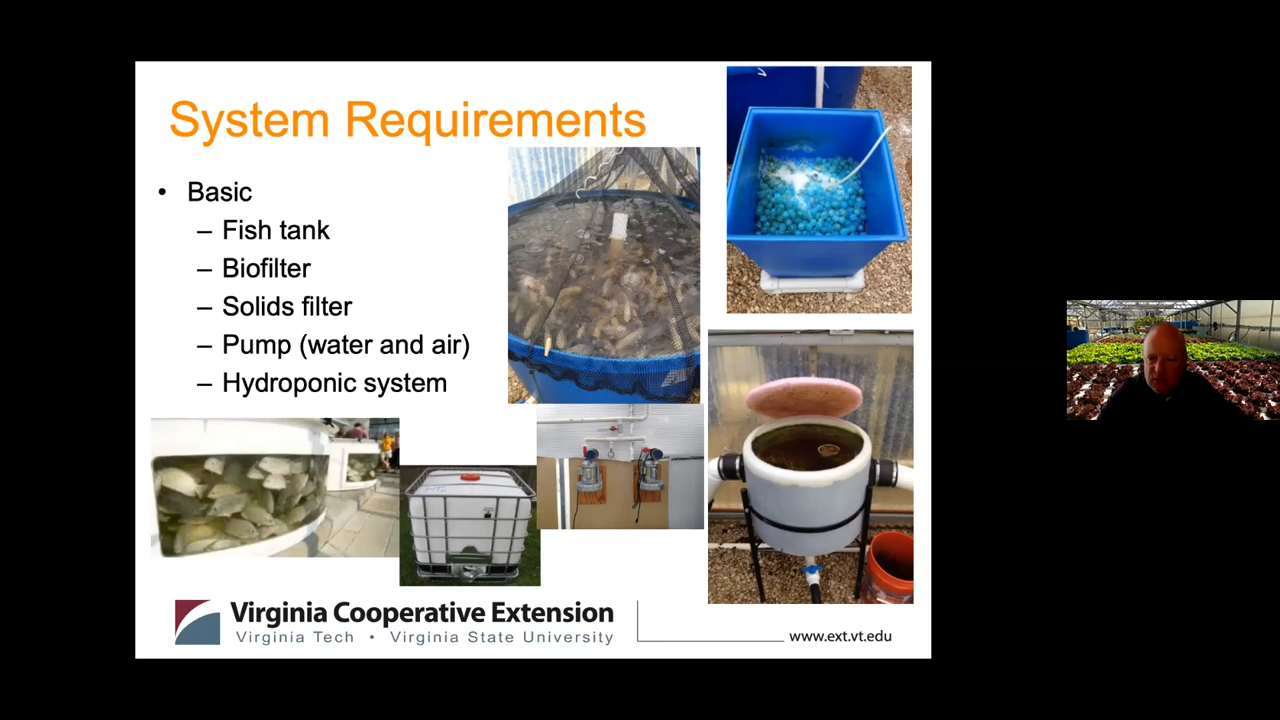 System Requirements
• Basic
– Fish tank
– Biofilter
– Solids filter
– Pump (water and air)
– Hydroponic system
Virginia Cooperative Extension
Virginia Tech • Virginia State University
www.ext.vt.edu